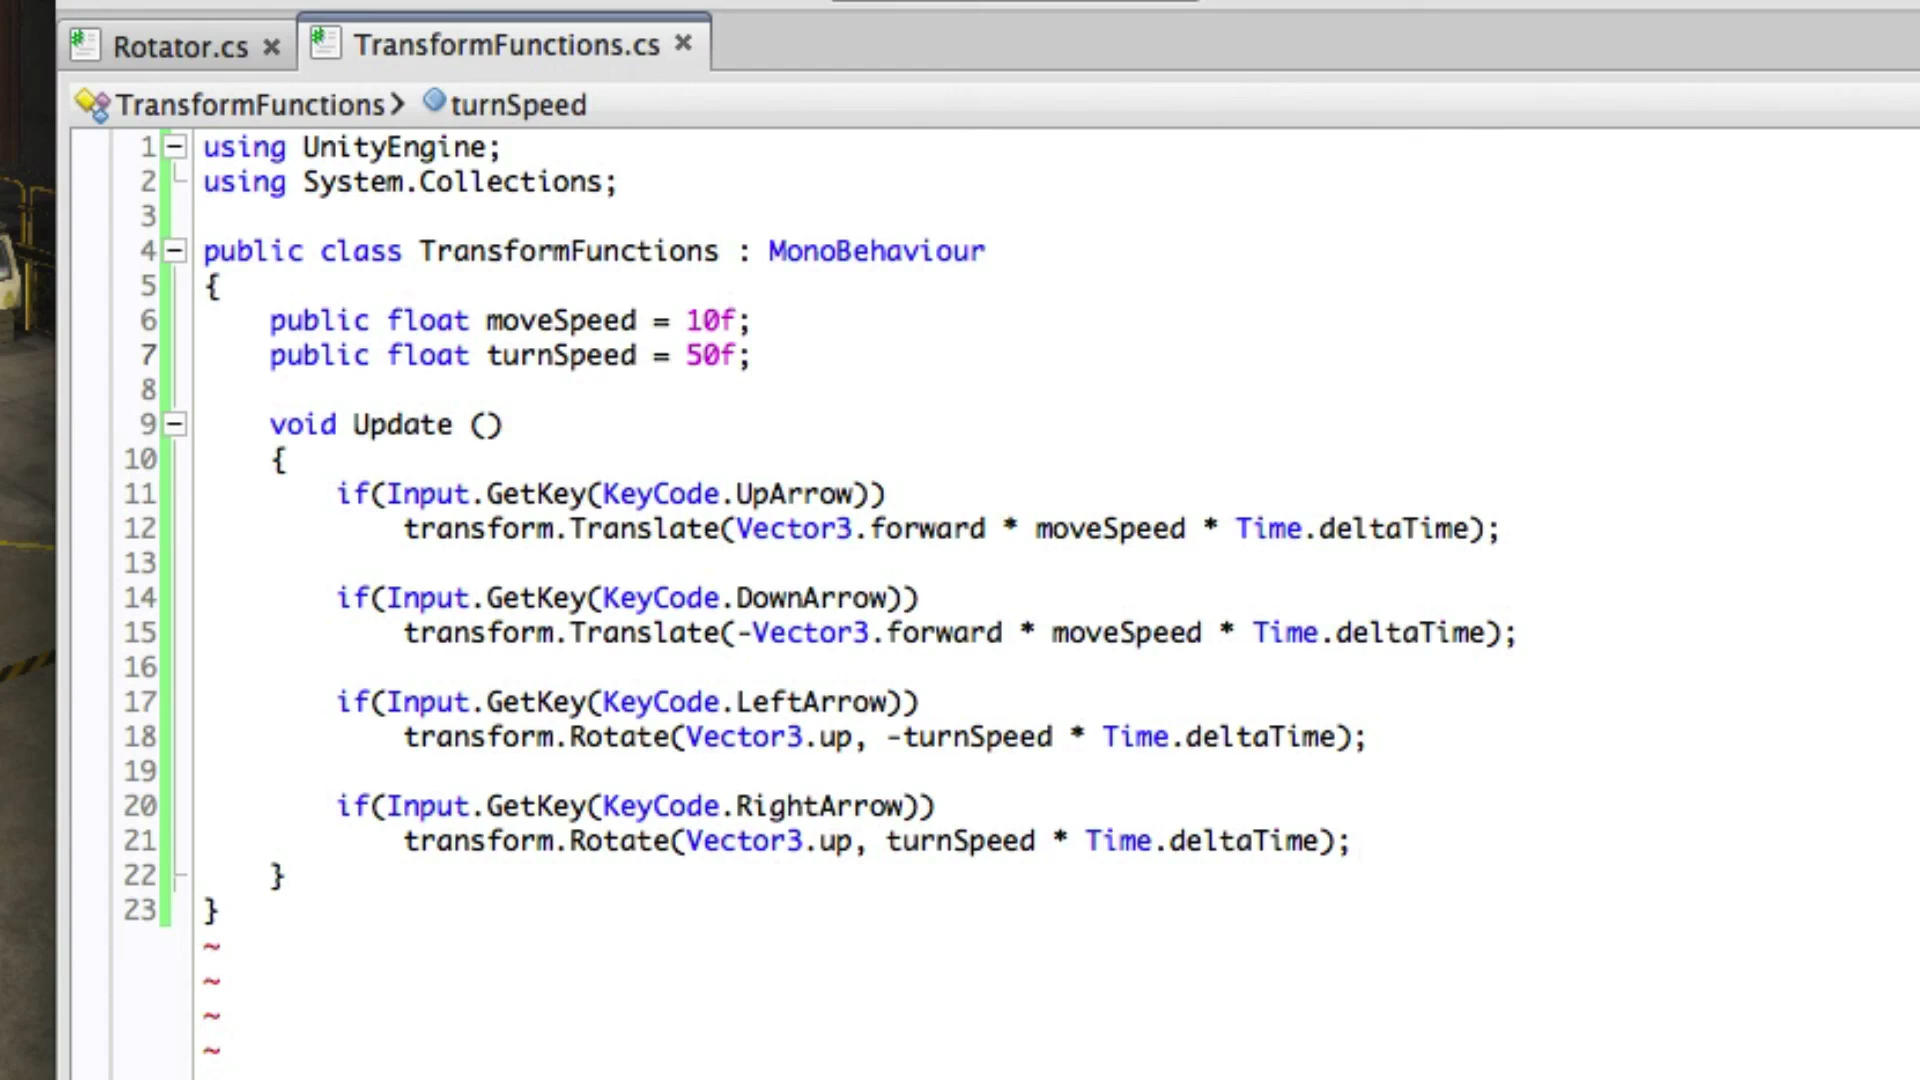 Rotator.cs TransformFunctions.cs
TransformFunctions turnSpeed
1 using UnityEngine;
2 using System.Collections;
3
4 public class TransformFunctions : MonoBehaviour
5 {
6 public float moveSpeed = 10f;
7 public float turnSpeed = 50f;
8
9 void Update ()
10 {
11 if(Input.GetKey(KeyCode.UpArrow))
12 transform.Translate(Vector3.forward * moveSpeed * Time.deltaTime);
13
14 if(Input.GetKey(KeyCode.DownArrow))
15 transform.Translate(-Vector3.forward * moveSpeed * Time.deltaTime);
16
17 if(Input.GetKey(KeyCode.LeftArrow))
18 transform.Rotate(Vector3.up, -turnSpeed * Time.deltaTime);
19
20 if(Input.GetKey(KeyCode.RightArrow))
21 transform.Rotate(Vector3.up, turnSpeed * Time.deltaTime);
22 }
23 }
~
~
~
~